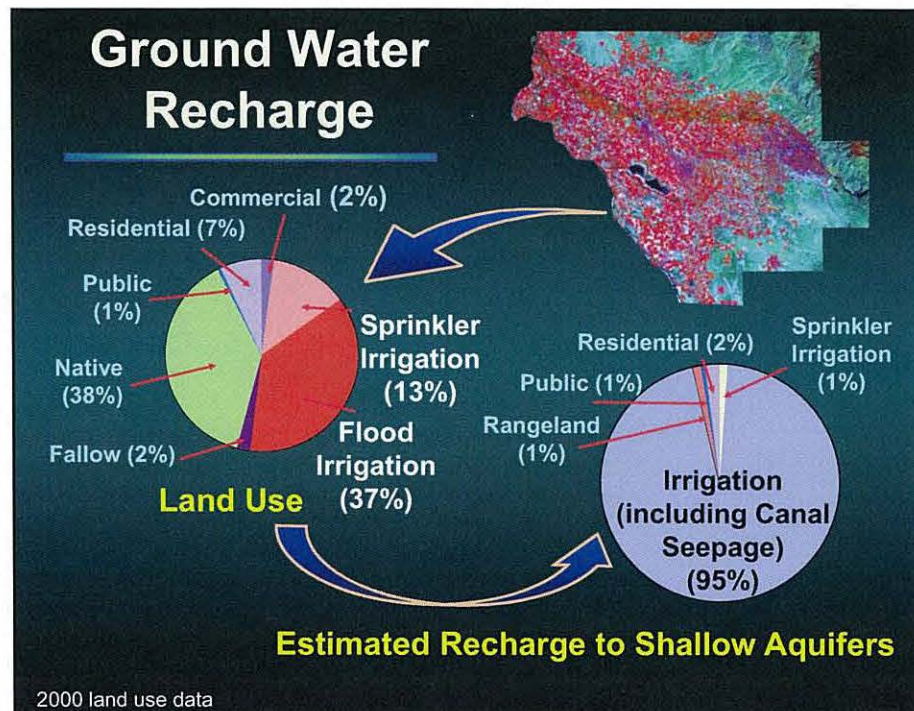 Ground Water
Recharge
Commercial (2%)
Residential (7%)
Public
(1%)
Native
(38%)
Fallow (2%)
Sprinkler
Irrigation
(13%)
Flood
Irrigation
(37%)
Land Use
Residential (2%)
Sprinkler
Irrigation
(1%)
Public (1%)
Rangeland
(1%)
Irrigation
(including Canal
Seepage)
(95%)
Estimated Recharge to Shallow Aquifers
2000 land use data